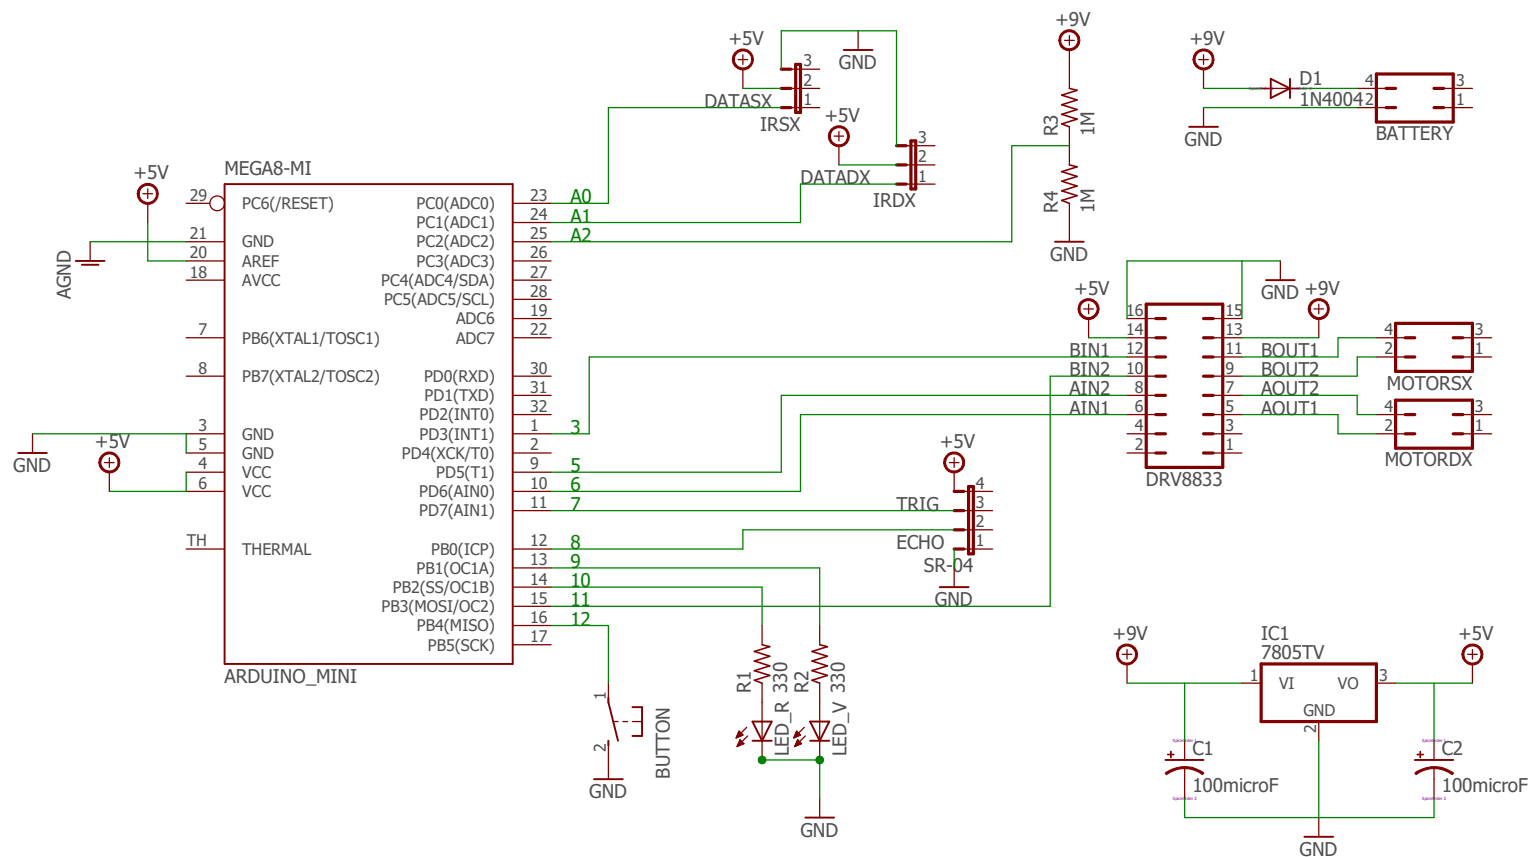 +9V
+5V
GND
3
2
1
DATASX
IRSX
+5V
3
2
1
DATADX
IRDX
R3
1M
R4
1M
GND
+9V
D1
1N4004
4
2
3
1
BATTERY
GND
MEGA8-MI
+5V
29
PC6(/RESET)
21
GND
20
AREF
18
AVCC
AGND
7
PB6(XTAL1/TOSC1)
8
PB7(XTAL2/TOSC2)
3
GND
5
GND
4
VCC
6
VCC
+5V
GND
TH
THERMAL
PC0(ADC0)
23
A0
PC1(ADC1)
24
A1
PC2(ADC2)
25
A2
PC3(ADC3)
26
PC4(ADC4/SDA)
27
PC5(ADC5/SCL)
28
ADC6
19
ADC7
22
PD0(RXD)
30
PD1(TXD)
31
PD2(INT0)
32
PD3(INT1)
1
3
PD4(XCK/T0)
2
PD5(T1)
9
5
PD6(AIN0)
10
6
PD7(AIN1)
11
7
PB0(ICP)
12
8
PB1(OC1A)
13
9
PB2(SS/OC1B)
14
10
PB3(MOSI/OC2)
15
11
PB4(MISO)
16
12
PB5(SCK)
17
ARDUINO_MINI
+5V
GND
+9V
16
15
14
13
BIN1
12
11
BOUT1
BIN2
10
9
BOUT2
AIN2
8
7
AOUT2
AIN1
6
5
AOUT1
4
3
2
1
DRV8833
4
3
2
1
MOTORSX
4
3
2
1
MOTORDX
+5V
4
TRIG
3
2
ECHO
1
SR-04
GND
1
2
BUTTON
GND
R1
330
R2
330
LED_R
LED_V
GND
+9V
IC1
7805TV
+5V
1
VI
VO
3
GND
2
C1
100microF
C2
100microF
GND